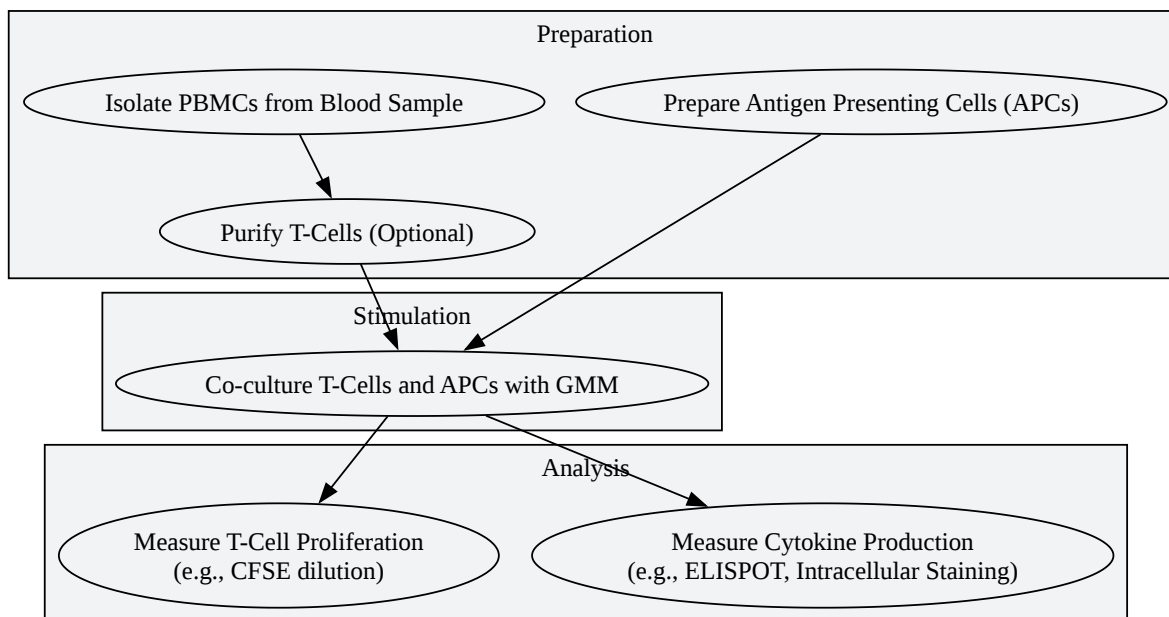 Preparation
Isolate PBMCs from Blood Sample
Prepare Antigen Presenting Cells (APCs)
Purify T-Cells (Optional)
Stimulation
Co-culture T-Cells and APCs with GMM
Analysis
Measure T-Cell Proliferation
(e.g., CFSE dilution)
Measure Cytokine Production
(e.g., ELISPOT, Intracellular Staining)